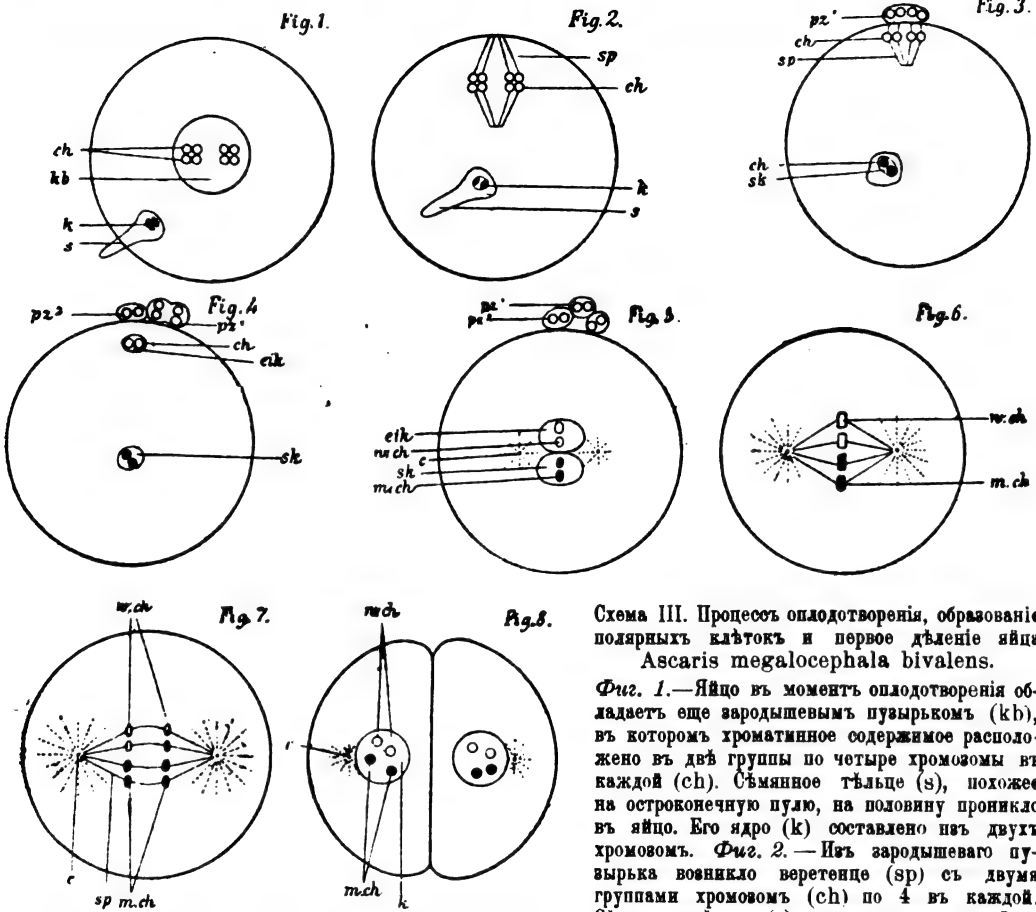 Fig. 1.
ch
kb
k
s
Fig. 2.
sp
ch
k
s
Fig. 3.
pz'
ch
sp
ch
sk
Fig. 4
pz²
pz'
ch
eik
sk
Fig. 5.
pz'
pz²
eik
w.ch
c
sk
m.ch
Fig. 6.
w.ch
m.ch
Fig. 7.
w.ch
c
sp
m.ch
Fig. 8.
w.ch
c
m.ch
k
Схема III. Процессъ оплодотворенія, образованіе
полярныхъ клѣтокъ и первое дѣленіе яйца
Ascaris megalocephala bivalens.
Фиг. 1.—Яйцо въ моментъ оплодотворенія об-
ладаетъ еще зародышевымъ пузырькомъ (kb),
въ которомъ хроматинное содержимое располо-
жено въ двѣ группы по четыре хромозомы въ
каждой (ch). Сѣмянное тѣльце (s), похожее
на остроконечную пулю, на половину проникло
въ яйцо. Его ядро (k) составлено изъ двухъ
хромозомъ. Фиг. 2. — Изъ зародышеваго пу-
зырька возникло веретенце (sp) съ двумя
группами хромозомъ (ch) по 4 въ каждой.